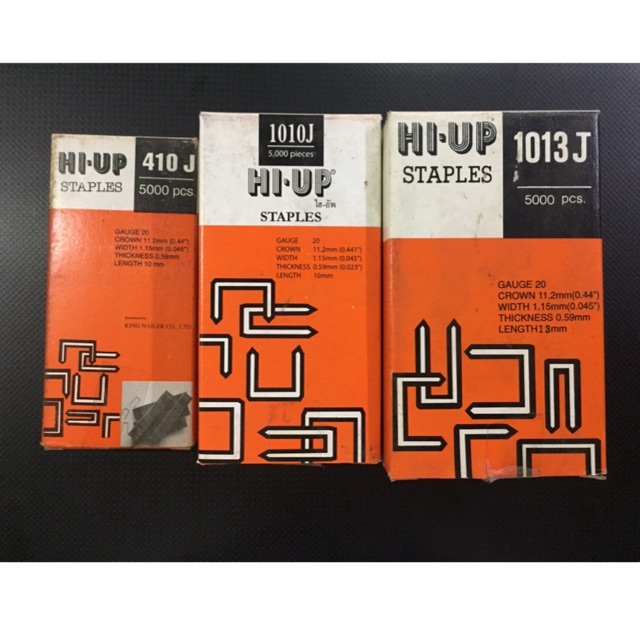 HI·UP
STAPLES
410 J
5000 pcs.
GAUGE 20
CROWN 11.2mm (0.44")
WIDTH 1.15mm (0.045")
THICKNESS 0.59mm
LENGTH 10 mm
KING NAILER CO., LTD
1010J
5,000 pieces
HI·UP®
ไฮ-อัพ
STAPLES
GAUGE 20
CROWN 11.2mm (0.441")
WIDTH 1.15mm (0.045")
THICKNESS 0.59mm (0.023")
LENGTH 10mm
HI·UP
STAPLES
1013 J
5000 pcs.
GAUGE 20
CROWN 11.2mm(0.44")
WIDTH 1.15mm(0.045")
THICKNESS 0.59mm
LENGTH 13mm